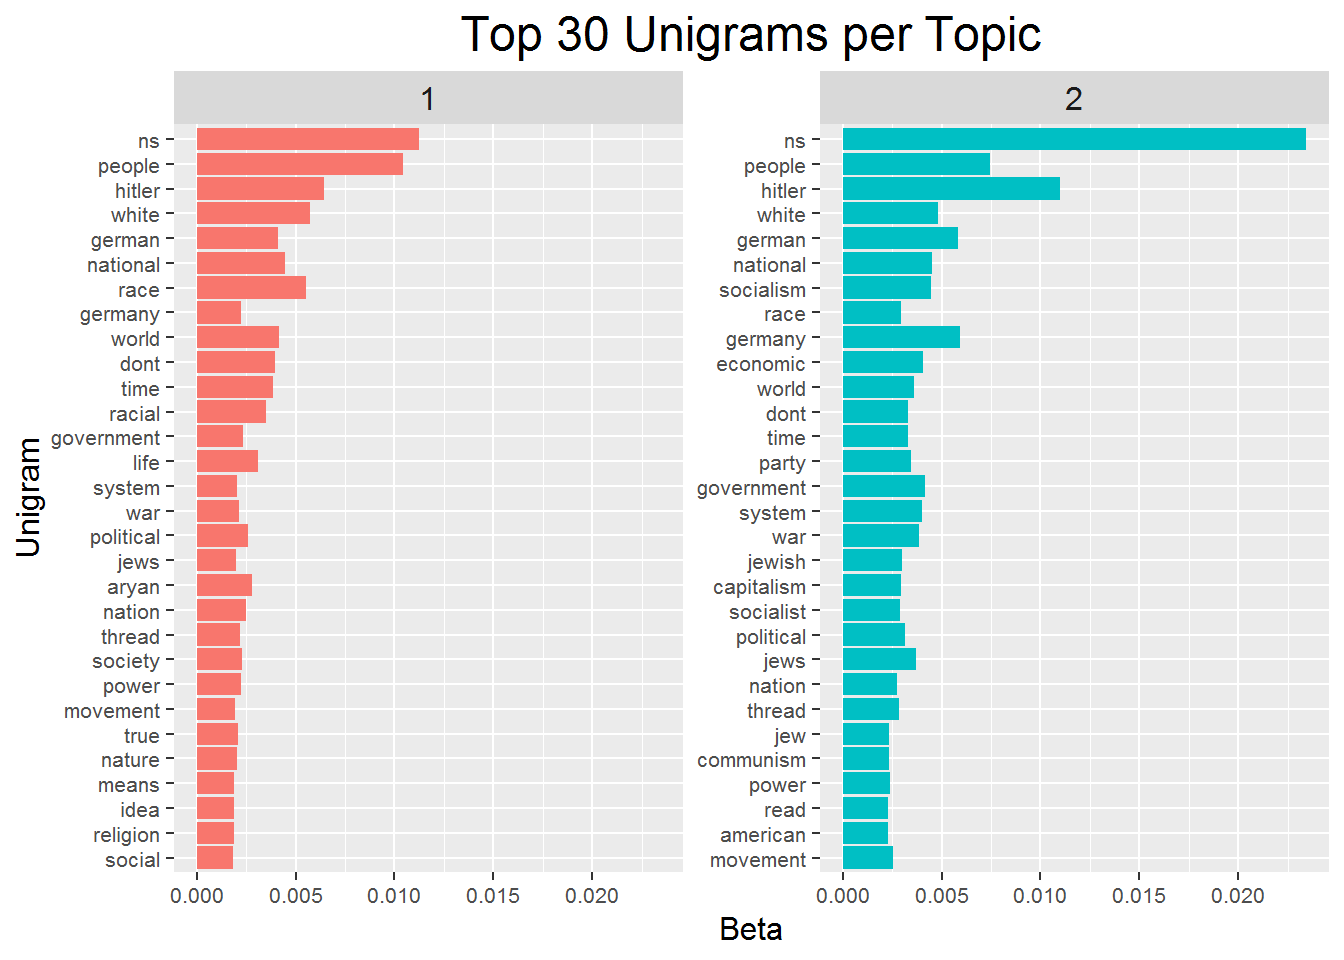 Top 30 Unigrams per Topic
1
ns
people
hitler
white
german
national
race
germany
world
dont
time
racial
government
life
system
war
political
jews
aryan
nation
thread
society
power
movement
true
nature
means
idea
religion
social
0.000 0.005 0.010 0.015 0.020
2
ns
people
hitler
white
german
national
socialism
race
germany
economic
world
dont
time
party
government
system
war
jewish
capitalism
socialist
political
jews
nation
thread
jew
communism
power
read
american
movement
0.000 0.005 0.010 0.015 0.020
Unigram
Beta